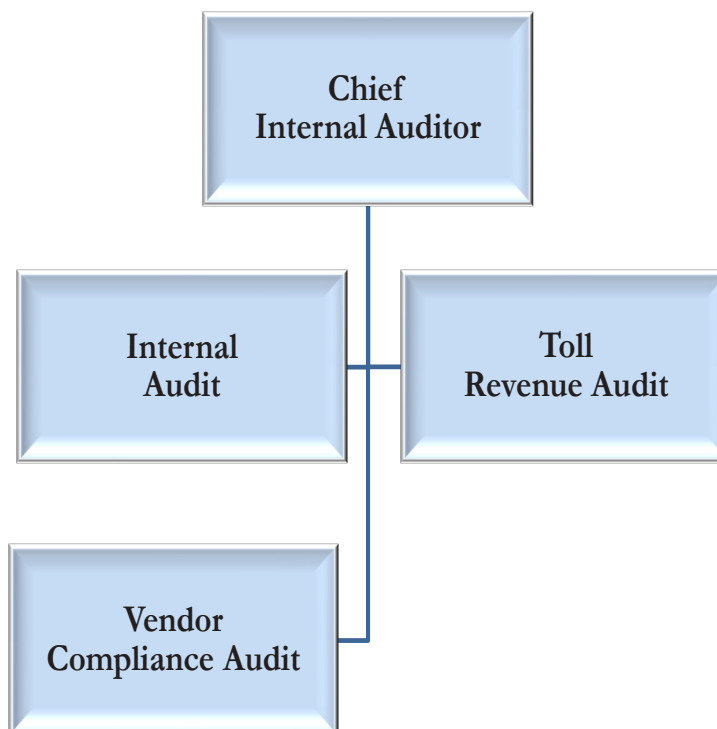 Chief
Internal Auditor
Internal
Audit
Toll
Revenue Audit
Vendor
Compliance Audit